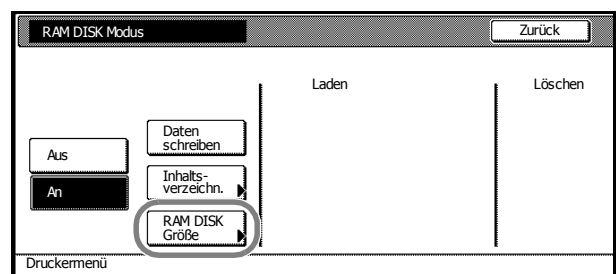 RAM DISK Modus
Zurück
Laden
Löschen
Aus
An
Daten
schreiben
Inhalts-
verzeichn.
RAM DISK
Größe
Druckermenü